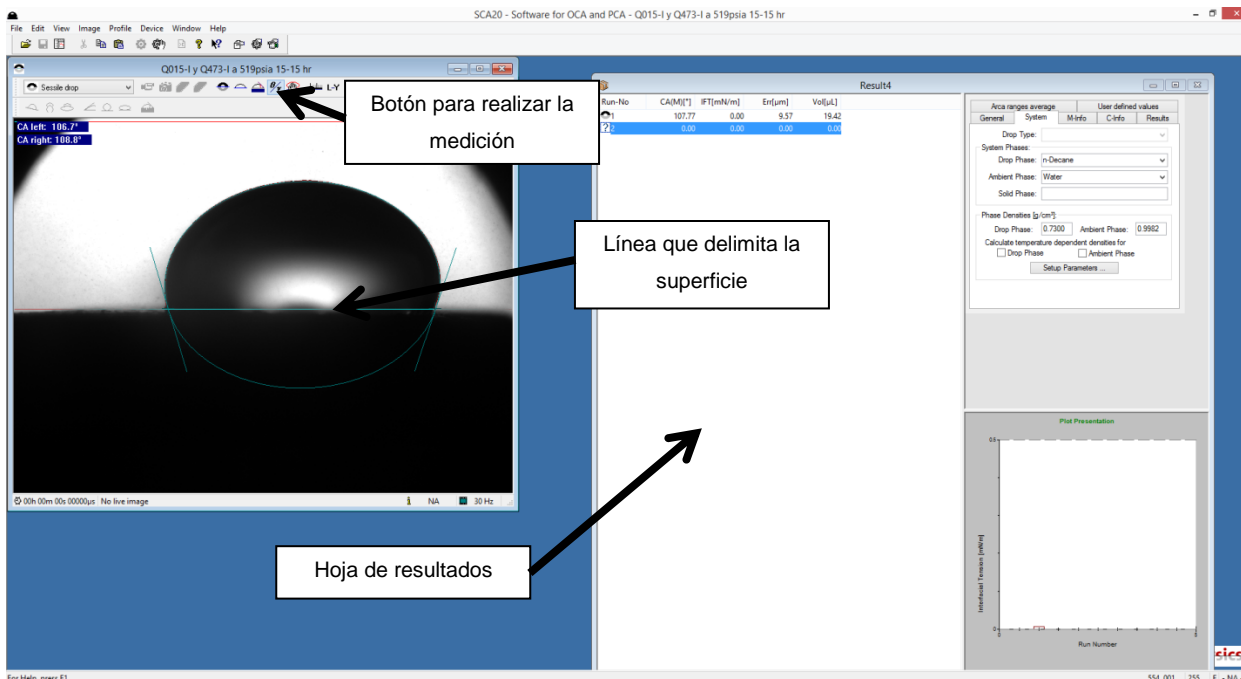 SCA20 - Software for OCA and PCA - Q015-I y Q473-I a 519psia 15-15 hr
File Edit View Image Profile Device Window Help
Q015-I y Q473-I a 519psia 15-15 hr
Sessile drop
L-Y
CA left: 106.7°
CA right: 108.8°
Botón para realizar la
medición
Línea que delimita la
superficie
Hoja de resultados
00h 00m 00s 00000µs No live image
NA 30 Hz
Result4
Run-No CA(M)[°] IFT[mN/m] Err[µm] Vol[µL]
1 107.77 0.00 9.57 19.42
2 0.00 0.00 0.00 0.00
Arca ranges average User defined values
General System M-Info C-Info Results
Drop Type:
System Phases:
Drop Phase: n-Decane
Ambient Phase: Water
Solid Phase:
Phase Densities [g/cm³]:
Drop Phase: 0.7300 Ambient Phase: 0.9982
Calculate temperature dependent densities for
Drop Phase Ambient Phase
Setup Parameters ...
Plot Presentation
Interfacial Tension [mN/m]
Run Number
sics
For Help, press F1
554, 001 255